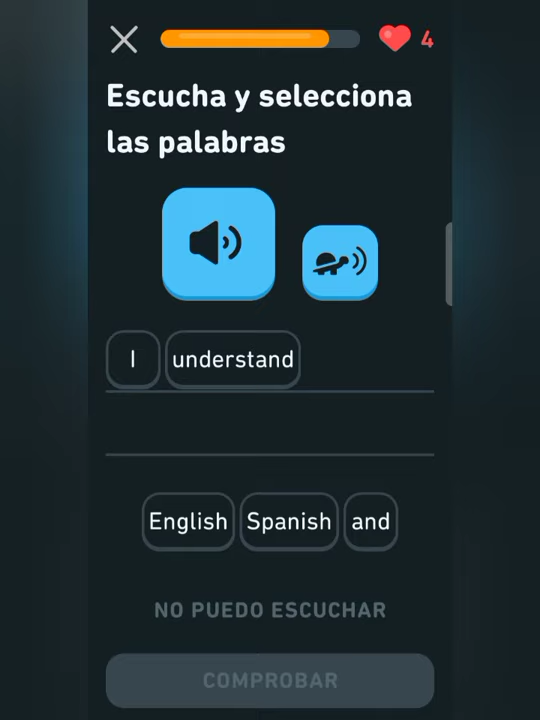 4
Escucha y selecciona
las palabras
I understand
English Spanish and
NO PUEDO ESCUCHAR
COMPROBAR